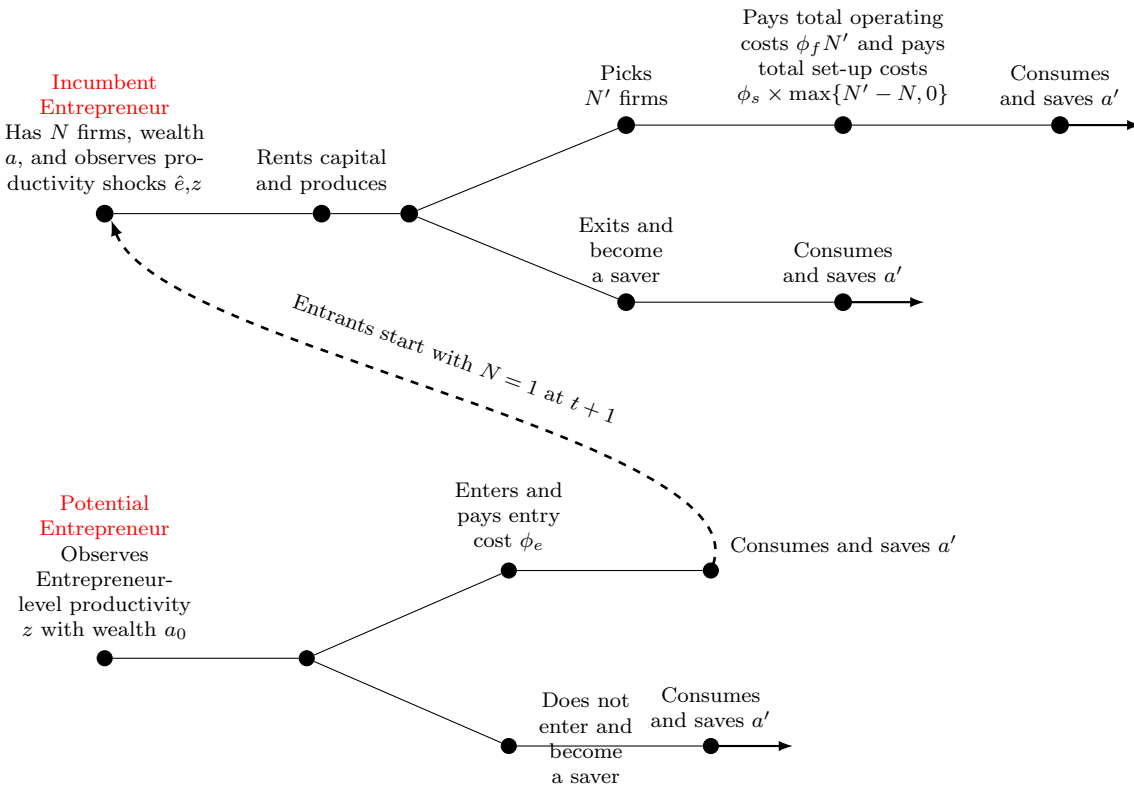 Incumbent
Entrepreneur
Has N firms, wealth
a, and observes pro-
ductivity shocks ê,z
Rents capital
and produces
Picks
N′ firms
Pays total operating
costs ϕ_f N′ and pays
total set-up costs
ϕ_s × max{N′ − N, 0}
Consumes
and saves a′
Exits and
become
a saver
Consumes
and saves a′
Entrants start with N = 1 at t + 1
Potential
Entrepreneur
Observes
Entrepreneur-
level productivity
z with wealth a₀
Enters and
pays entry
cost ϕ_e
Consumes and saves a′
Does not
enter and
become
a saver
Consumes
and saves a′